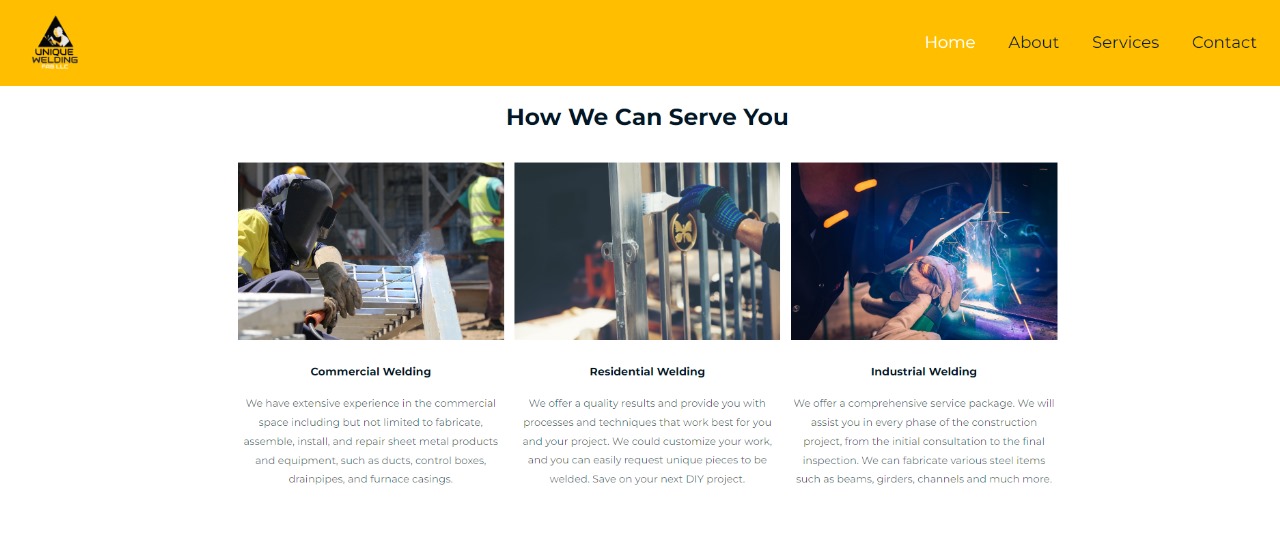 UNIQUE
WELDING
Home
About
Services
Contact
How We Can Serve You
Commercial Welding
We have extensive experience in the commercial
space including but not limited to fabricate,
assemble, install, and repair sheet metal products
and equipment, such as ducts, control boxes,
drainpipes, and furnace casings.
Residential Welding
We offer a quality results and provide you with
processes and techniques that work best for you
and your project. We could customize your work,
and you can easily request unique pieces to be
welded. Save on your next DIY project.
Industrial Welding
We offer a comprehensive service package. We will
assist you in every phase of the construction
project, from the initial consultation to the final
inspection. We can fabricate various steel items
such as beams, girders, channels and much more.